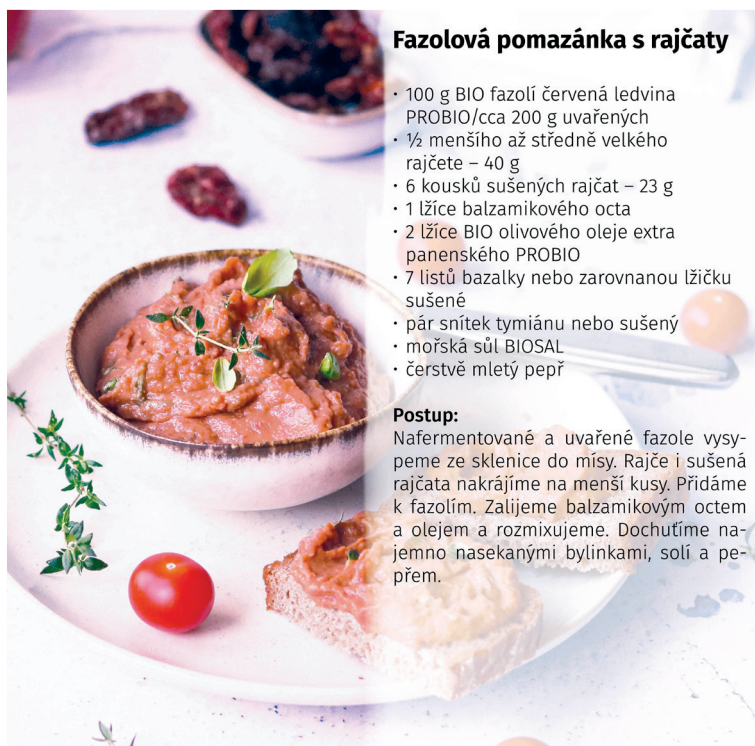 Fazolová pomazánka s rajčaty
• 100 g BIO fazolí červená ledvina
PROBIO/cca 200 g uvařených
• ½ menšího až středně velkého
rajčete – 40 g
• 6 kousků sušených rajčat – 23 g
• 1 lžíce balzamikového octa
• 2 lžíce BIO olivového oleje extra
panenského PROBIO
• 7 listů bazalky nebo zarovnanou lžičku
sušené
• pár snítek tymiánu nebo sušený
• mořská sůl BIOSAL
• čerstvě mletý pepř
Postup:
Nafermentované a uvařené fazole vysy-
peme ze sklenice do mísy. Rajče i sušená
rajčata nakrájíme na menší kusy. Přidáme
k fazolím. Zalijeme balzamikovým octem
a olejem a rozmixujeme. Dochutíme na-
jemno nasekanými bylinkami, solí a pe-
přem.